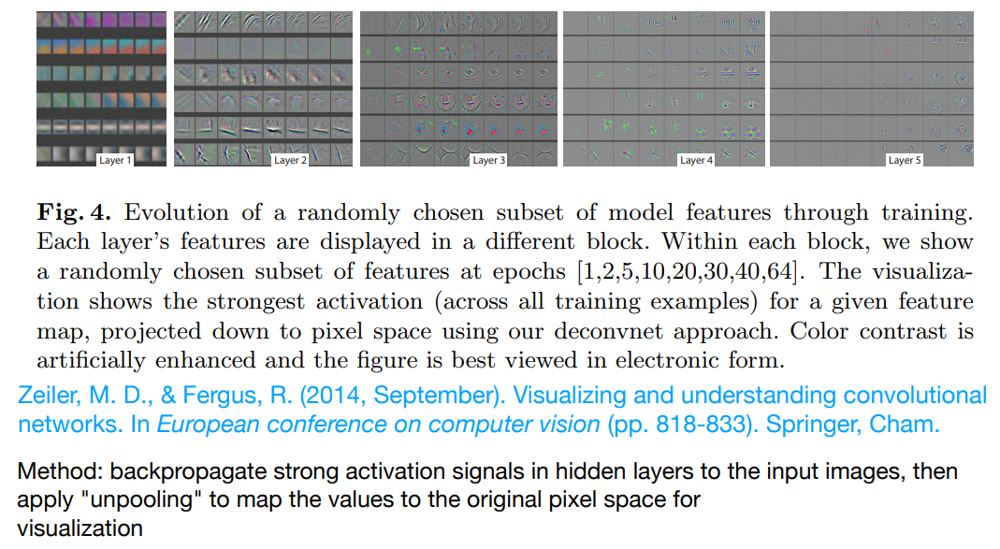 Layer 1
Layer 2
Layer 3
Layer 4
Layer 5
Fig. 4. Evolution of a randomly chosen subset of model features through training.
Each layer's features are displayed in a different block. Within each block, we show
a randomly chosen subset of features at epochs [1,2,5,10,20,30,40,64]. The visualiza-
tion shows the strongest activation (across all training examples) for a given feature
map, projected down to pixel space using our deconvnet approach. Color contrast is
artificially enhanced and the figure is best viewed in electronic form.
Zeiler, M. D., & Fergus, R. (2014, September). Visualizing and understanding convolutional
networks. In European conference on computer vision (pp. 818-833). Springer, Cham.
Method: backpropagate strong activation signals in hidden layers to the input images, then
apply "unpooling" to map the values to the original pixel space for
visualization